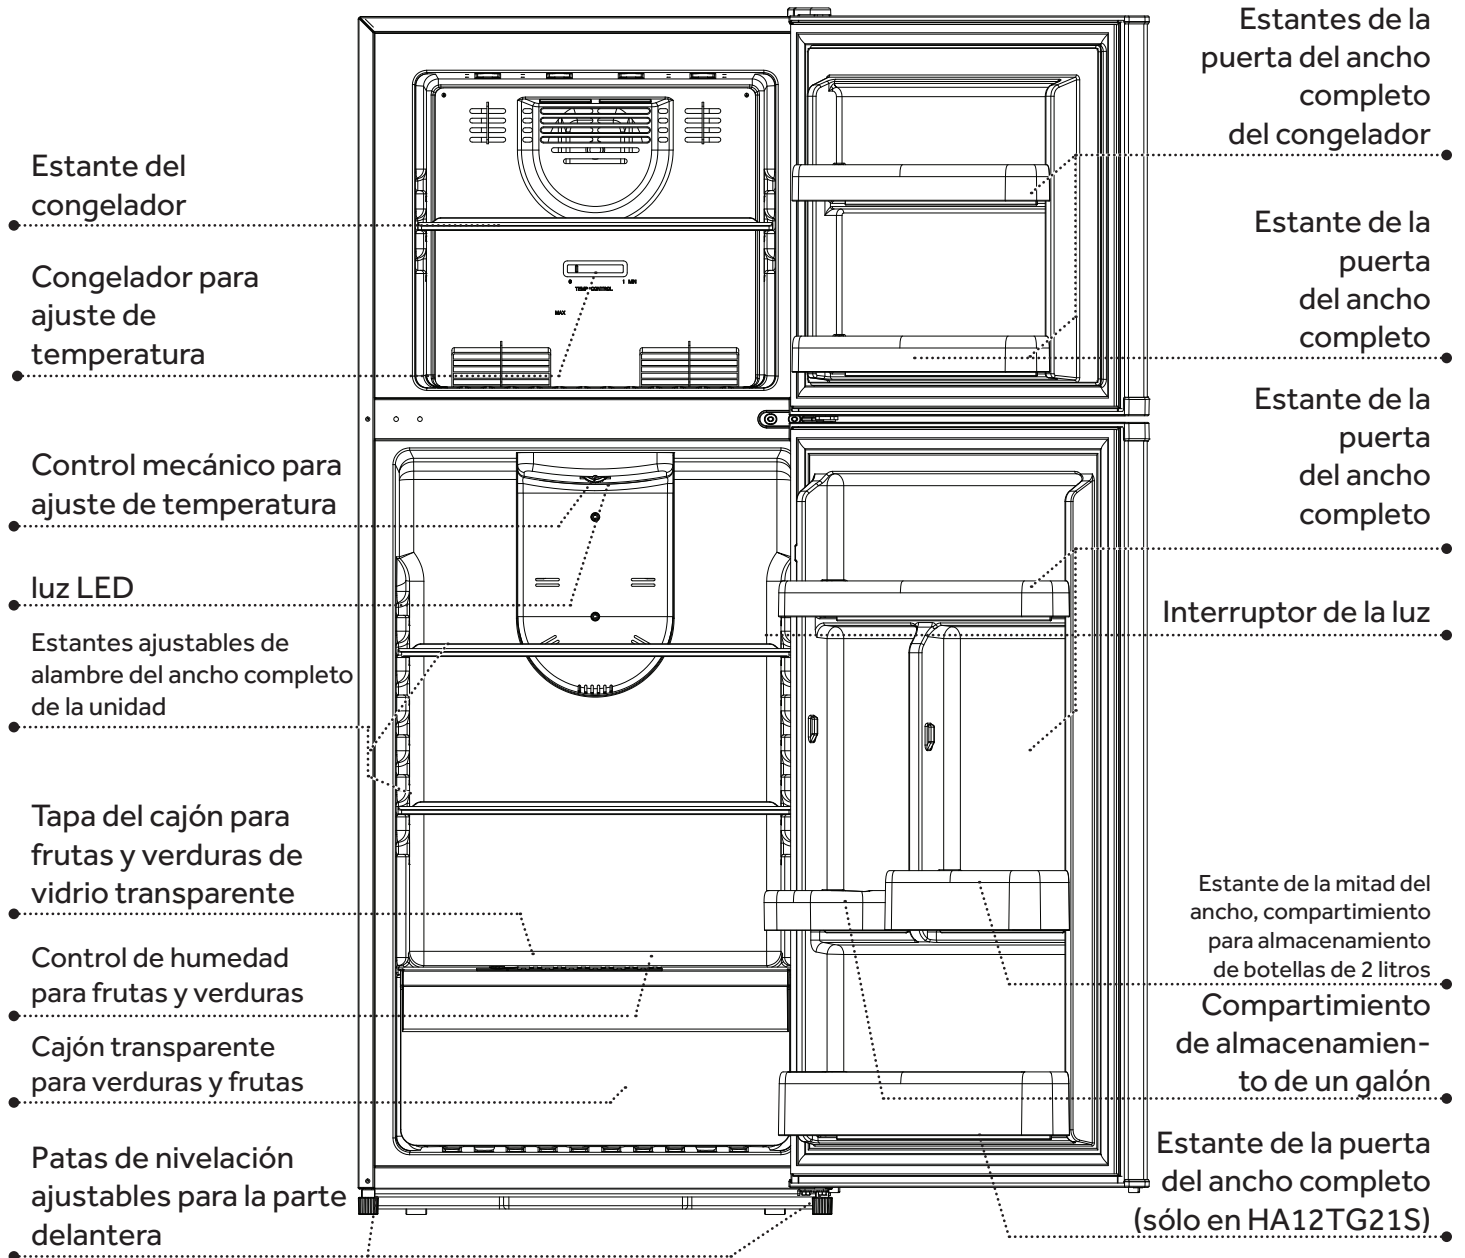 Estante del
congelador
Congelador para
ajuste de
temperatura
Control mecánico para
ajuste de temperatura
luz LED
Estantes ajustables de
alambre del ancho completo
de la unidad
Tapa del cajón para
frutas y verduras de
vidrio transparente
Control de humedad
para frutas y verduras
Cajón transparente
para verduras y frutas
Patas de nivelación
ajustables para la parte
delantera
0 1 MIN
TEMP CONTROL
MAX
Estantes de la
puerta del ancho
completo
del congelador
Estante de la
puerta
del ancho
completo
Estante de la
puerta
del ancho
completo
Interruptor de la luz
Estante de la mitad del
ancho, compartimiento
para almacenamiento
de botellas de 2 litros
Compartimiento
de almacenamien-
to de un galón
Estante de la puerta
del ancho completo
(sólo en HA12TG21S)